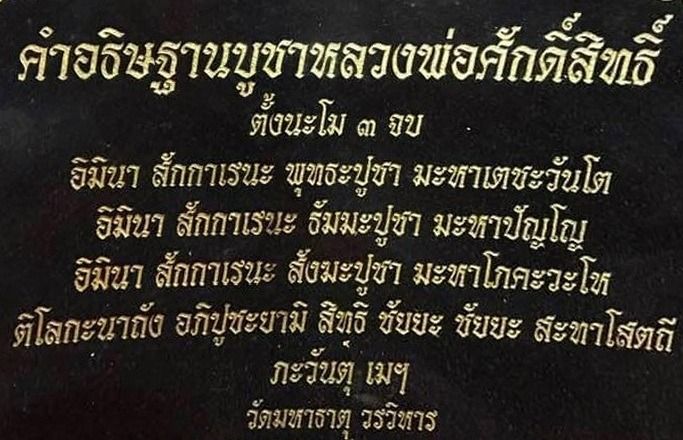 คำอธิษฐานบูชาหลวงพ่อศักดิ์สิทธิ์
ตั้งนะโม ๓ จบ
อิมินา สักกาเรนะ พุทธะปูชา มะหาเตชะวันโต
อิมินา สักกาเรนะ ธัมมะปูชา มะหาปัญโญ
อิมินา สักกาเรนะ สังฆะปูชา มะหาโภคะวะโห
ติโลกะนาถัง อภิปูชะยามิ สิทธิ ชัยยะ ชัยยะ สะทาโสตถี
ภะวันตุ เมฯ
วัดมหาธาตุ วรวิหาร